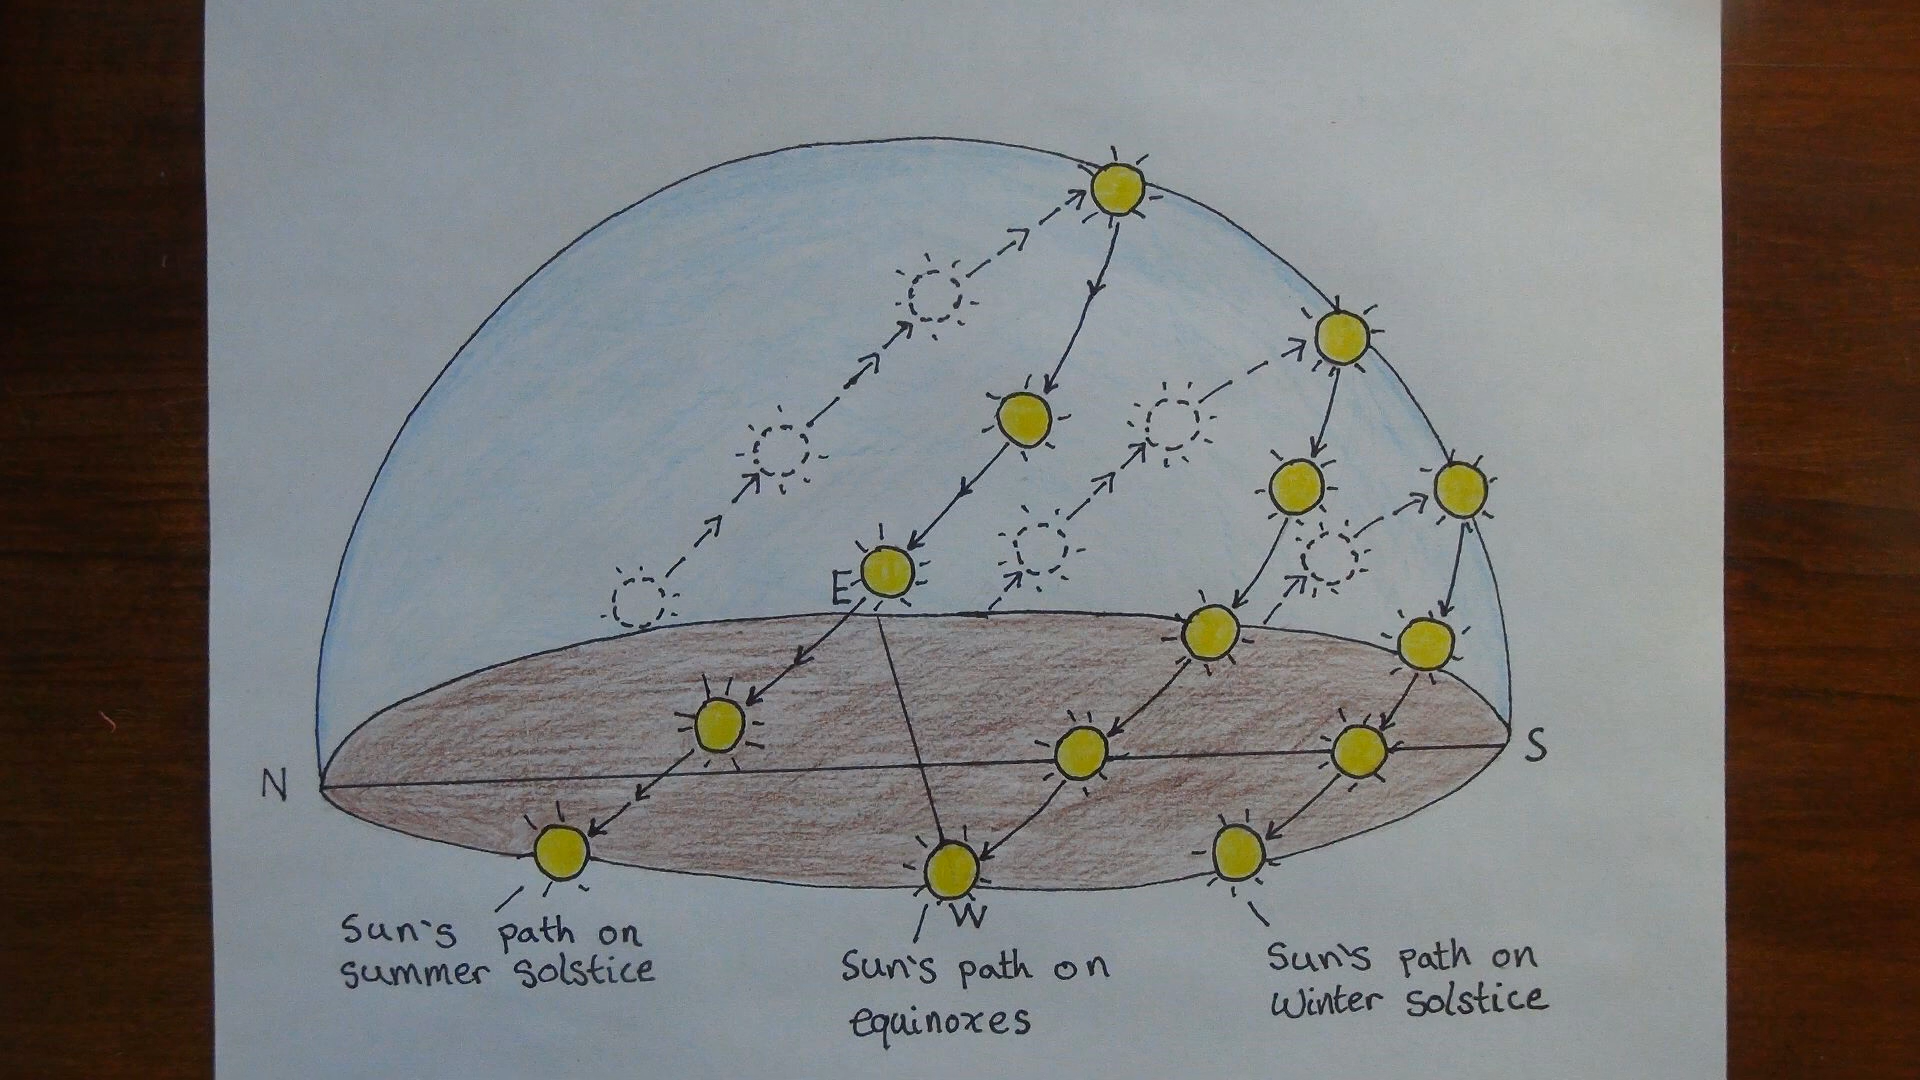 E
N
S
W
Sun's path on
summer solstice
Sun's path on
equinoxes
Sun's path on
Winter solstice